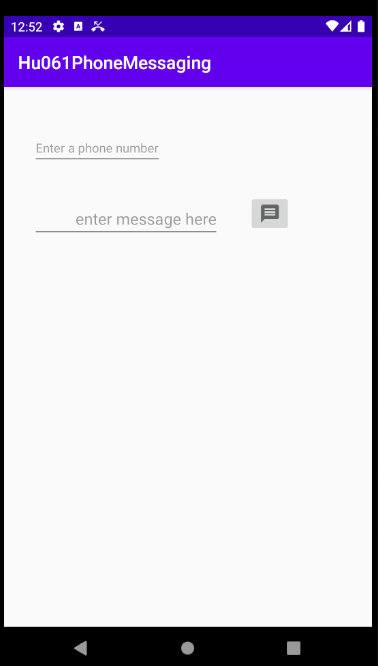 12:52
Hu061PhoneMessaging
Enter a phone number
enter message here